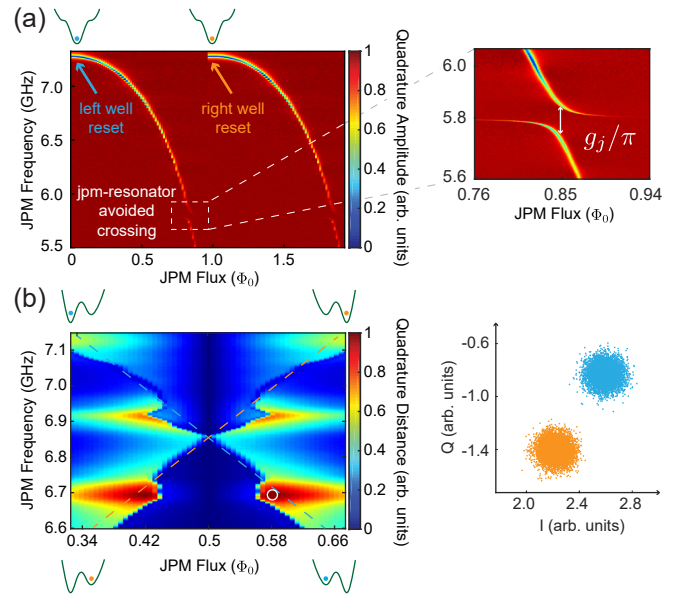 (a)
JPM Frequency (GHz)
7.0
6.5
6.0
5.5
0
0.5
1.0
1.5
JPM Flux (Φ₀)
left well
reset
right well
reset
jpm-resonator
avoided
crossing
1
0.8
0.6
0.4
0.2
0
Quadrature Amplitude (arb. units)
6.0
5.8
5.6
0.76
0.85
0.94
JPM Flux (Φ₀)
g_j/π
(b)
JPM Frequency (GHz)
7.1
7.0
6.9
6.8
6.7
6.6
0.34
0.42
0.5
0.58
0.66
JPM Flux (Φ₀)
1
0.8
0.6
0.4
0.2
0
Quadrature Distance (arb. units)
Q (arb. units)
-0.6
-1.0
-1.4
2.0
2.4
2.8
I (arb. units)